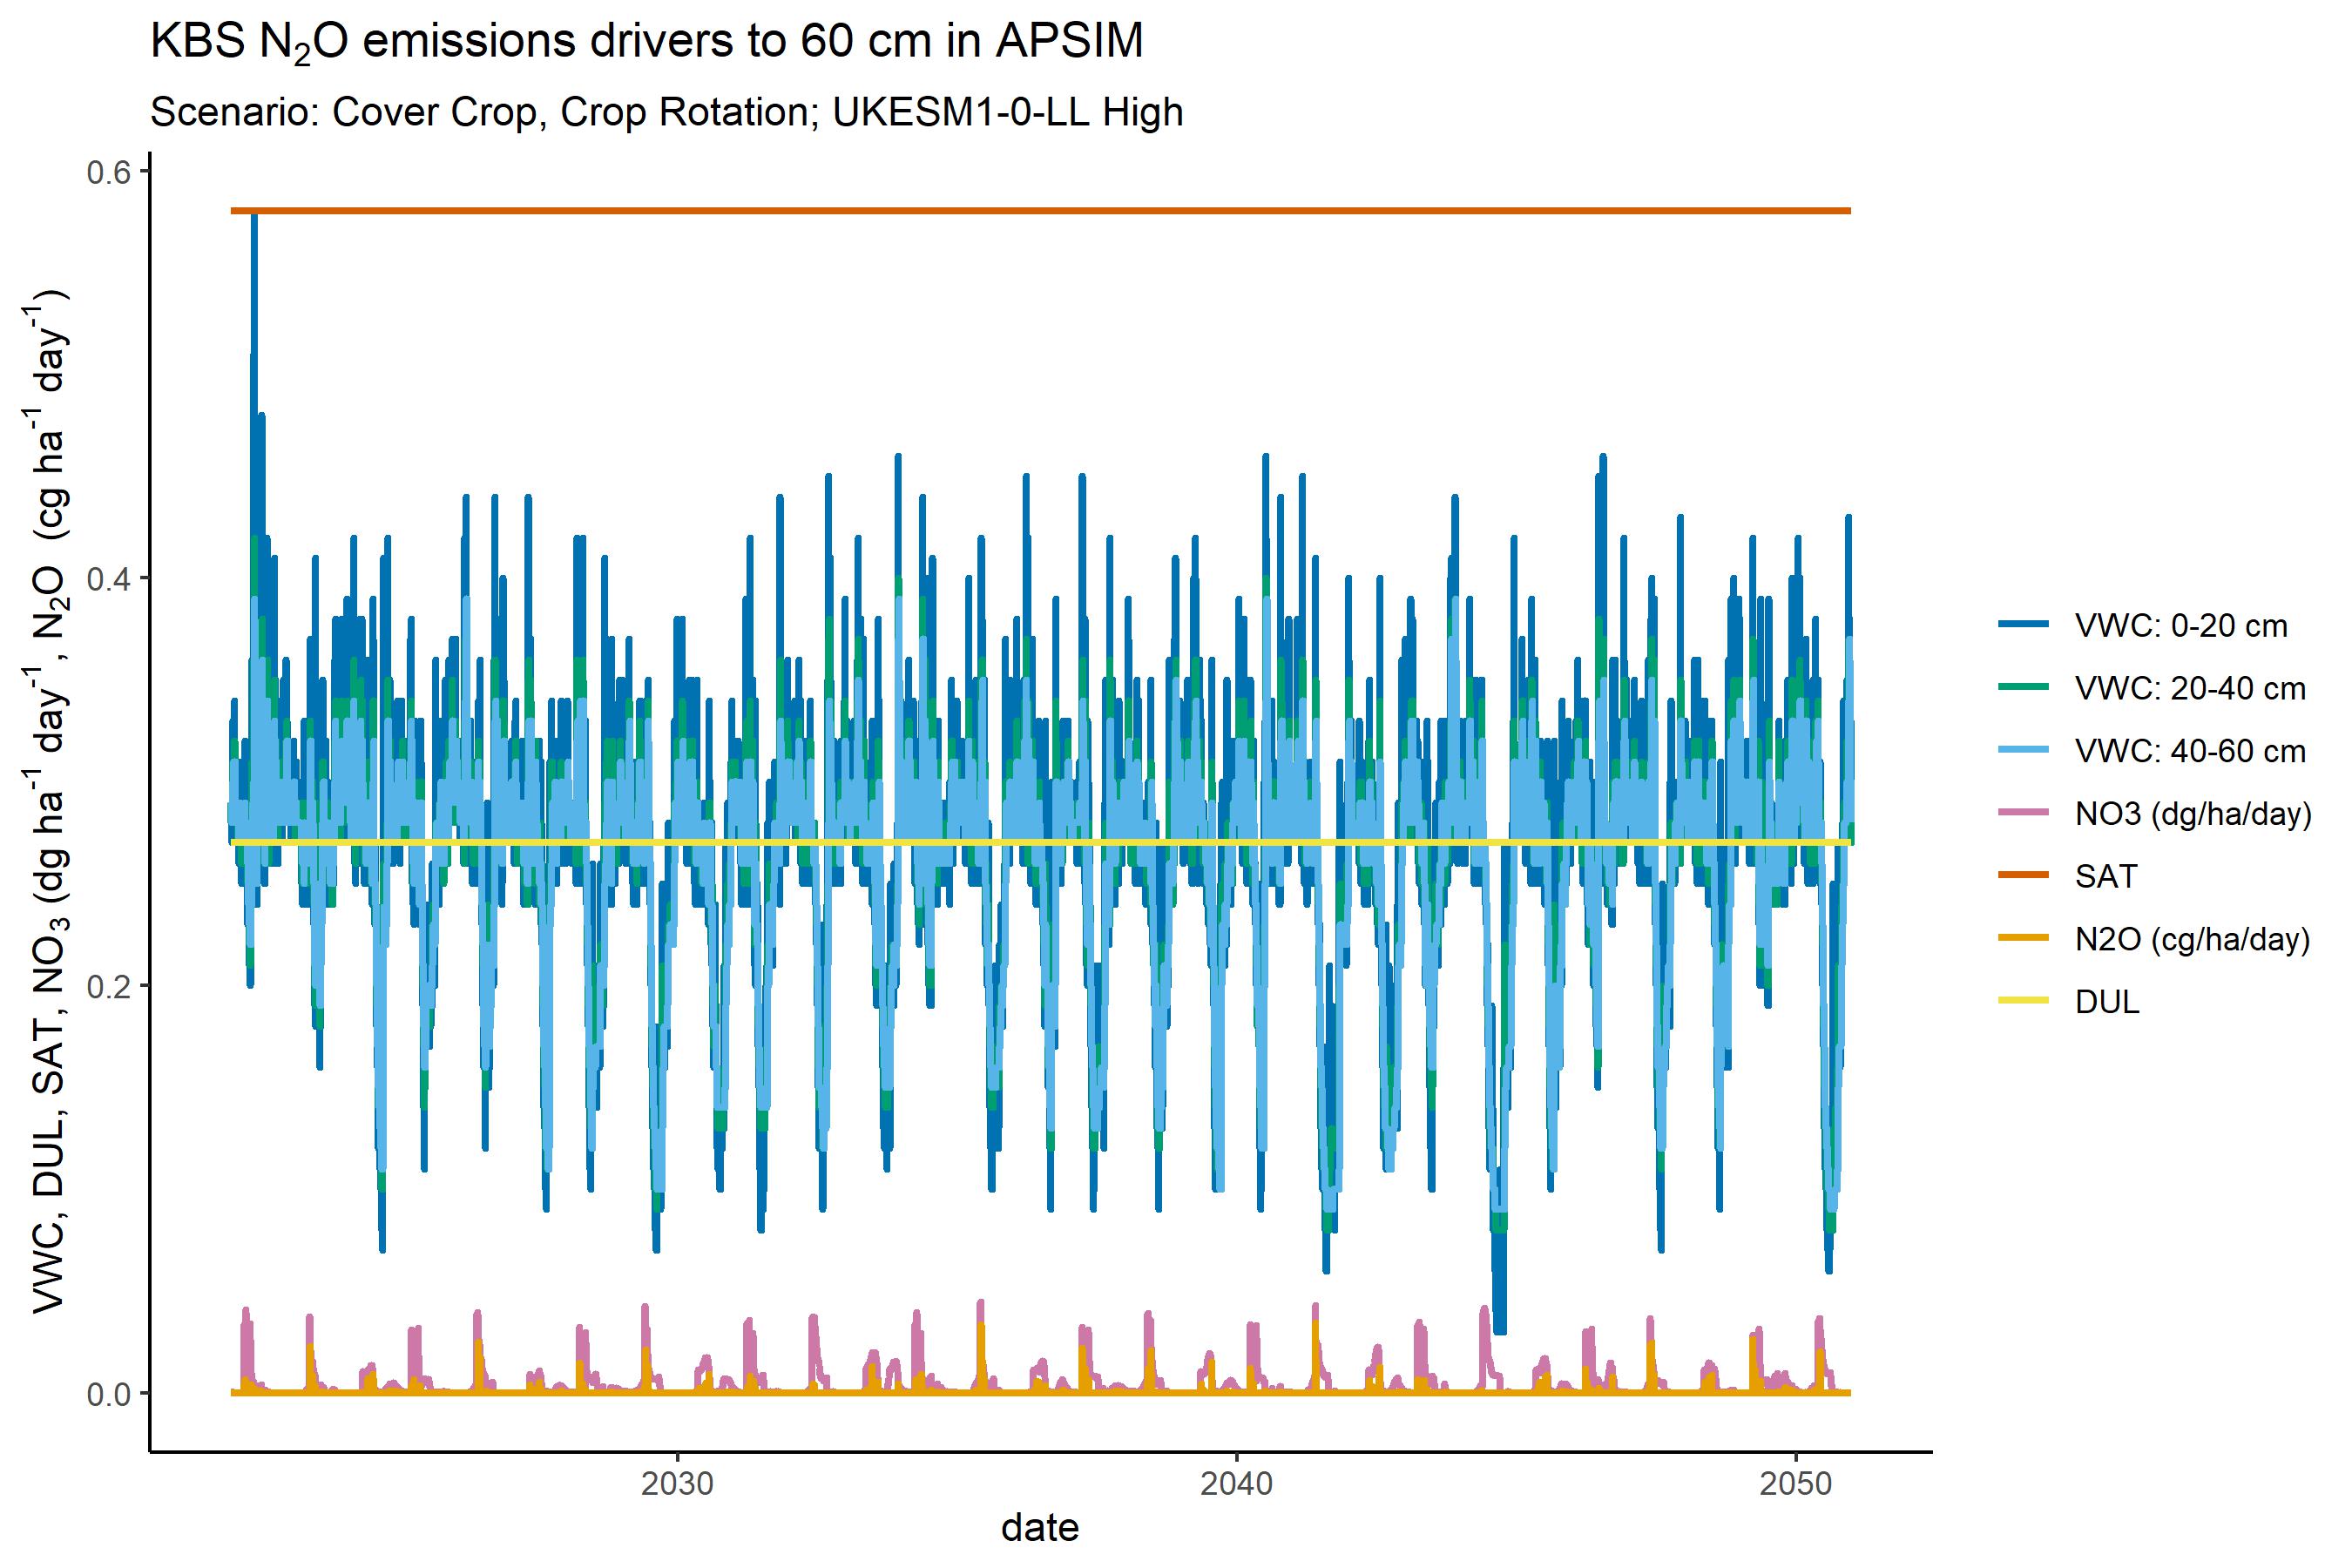 KBS N₂O emissions drivers to 60 cm in APSIM
Scenario: Cover Crop, Crop Rotation; UKESM1-0-LL High
VWC, DUL, SAT, NO₃ (dg ha⁻¹ day⁻¹, N₂O (cg ha⁻¹ day⁻¹)
0.6
0.4
0.2
0.0
2030
2040
2050
date
VWC: 0-20 cm
VWC: 20-40 cm
VWC: 40-60 cm
NO3 (dg/ha/day)
SAT
N2O (cg/ha/day)
DUL